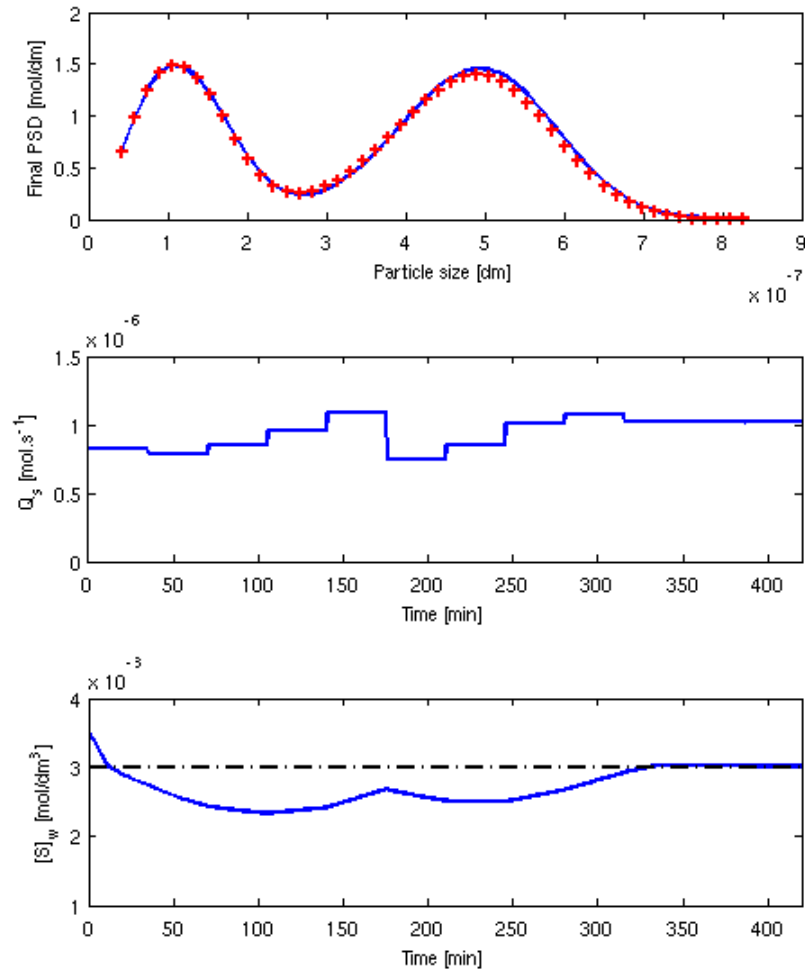 2
1.5
1
0.5
0
Final PSD [mol/dm]
0 1 2 3 4 5 6 7 8 9
Particle size [dm]
x 10^-7
x 10^-6
1.5
1
0.5
0
Q_s [mol.s^-1]
0 50 100 150 200 250 300 350 400
Time [min]
x 10^-3
4
3
2
1
[S]_w [mol/dm^3]
0 50 100 150 200 250 300 350 400
Time [min]